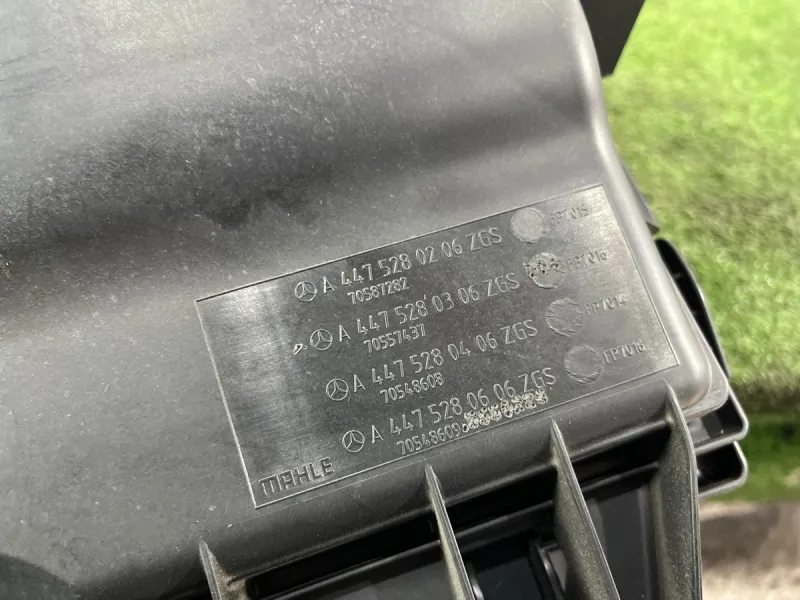 A 447 528 02 06 ZGS
70587282
A 447 528 03 06 ZGS
70557437
A 447 528 04 06 ZGS
70548608
A 447 528 06 06 ZGS
70548609
MAHLE